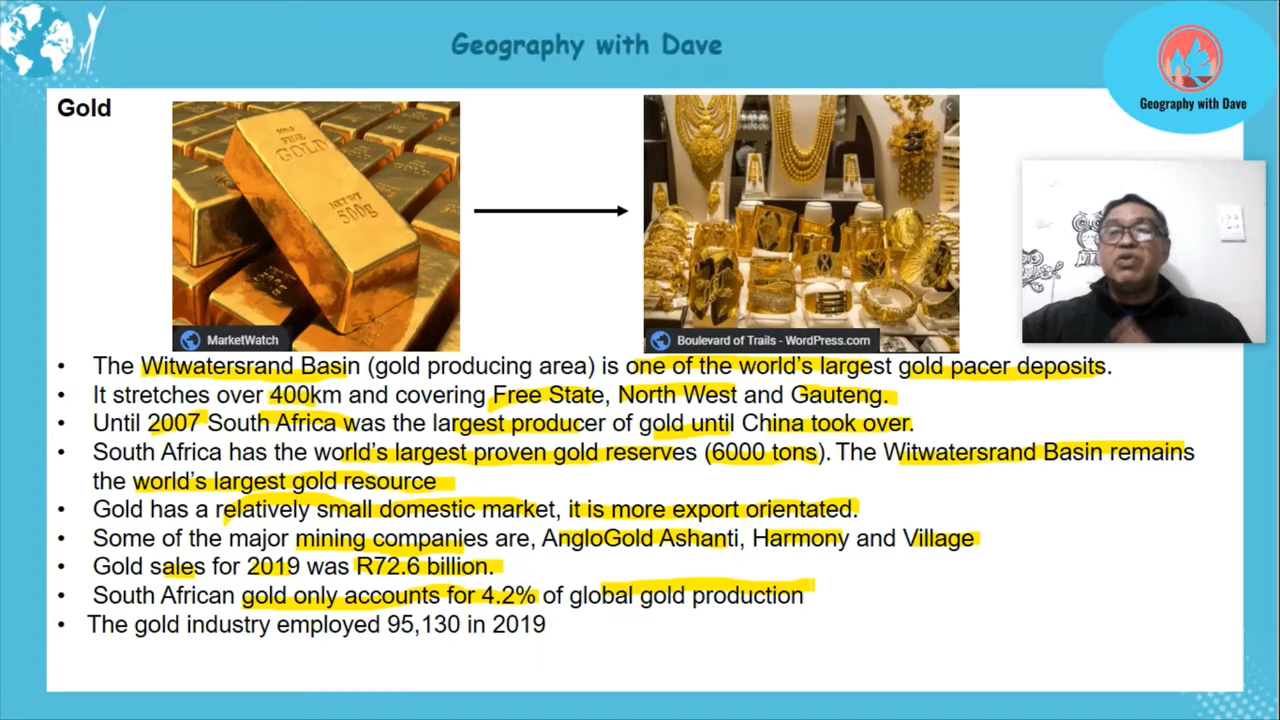 Geography with Dave
Geography with Dave
Gold
FINE
GOLD
NET WT
500g
MarketWatch
Boulevard of Trails - WordPress.com
• The Witwatersrand Basin (gold producing area) is one of the world's largest gold pacer deposits.
• It stretches over 400km and covering Free State, North West and Gauteng.
• Until 2007 South Africa was the largest producer of gold until China took over.
• South Africa has the world's largest proven gold reserves (6000 tons). The Witwatersrand Basin remains
the world's largest gold resource
• Gold has a relatively small domestic market, it is more export orientated.
• Some of the major mining companies are, AngloGold Ashanti, Harmony and Village
• Gold sales for 2019 was R72.6 billion.
• South African gold only accounts for 4.2% of global gold production
• The gold industry employed 95,130 in 2019